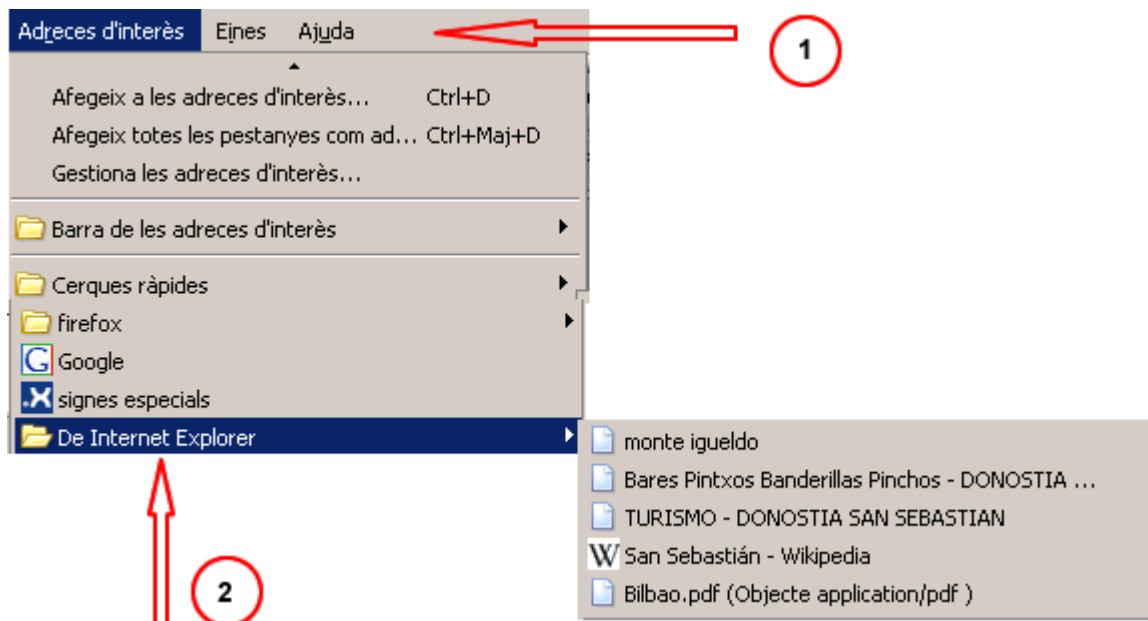 Adreces d'interès Eines Ajuda
1
Afegeix a les adreces d'interès... Ctrl+D
Afegeix totes les pestanyes com ad... Ctrl+Maj+D
Gestiona les adreces d'interès...
Barra de les adreces d'interès
Cerques ràpides
firefox
G Google
.X signes especials
De Internet Explorer
monte igueldo
Bares Pintxos Banderillas Pinchos - DONOSTIA ...
TURISMO - DONOSTIA SAN SEBASTIAN
W San Sebastián - Wikipedia
Bilbao.pdf (Objecte application/pdf )
2